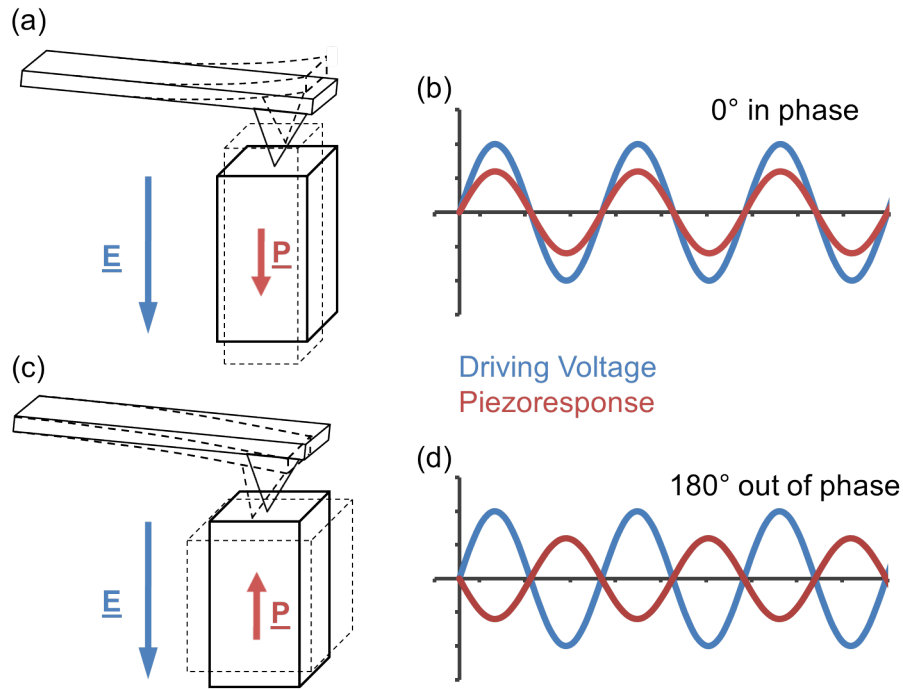 (a)
E
P
(b)
0° in phase
Driving Voltage
Piezoresponse
(c)
E
P
(d)
180° out of phase